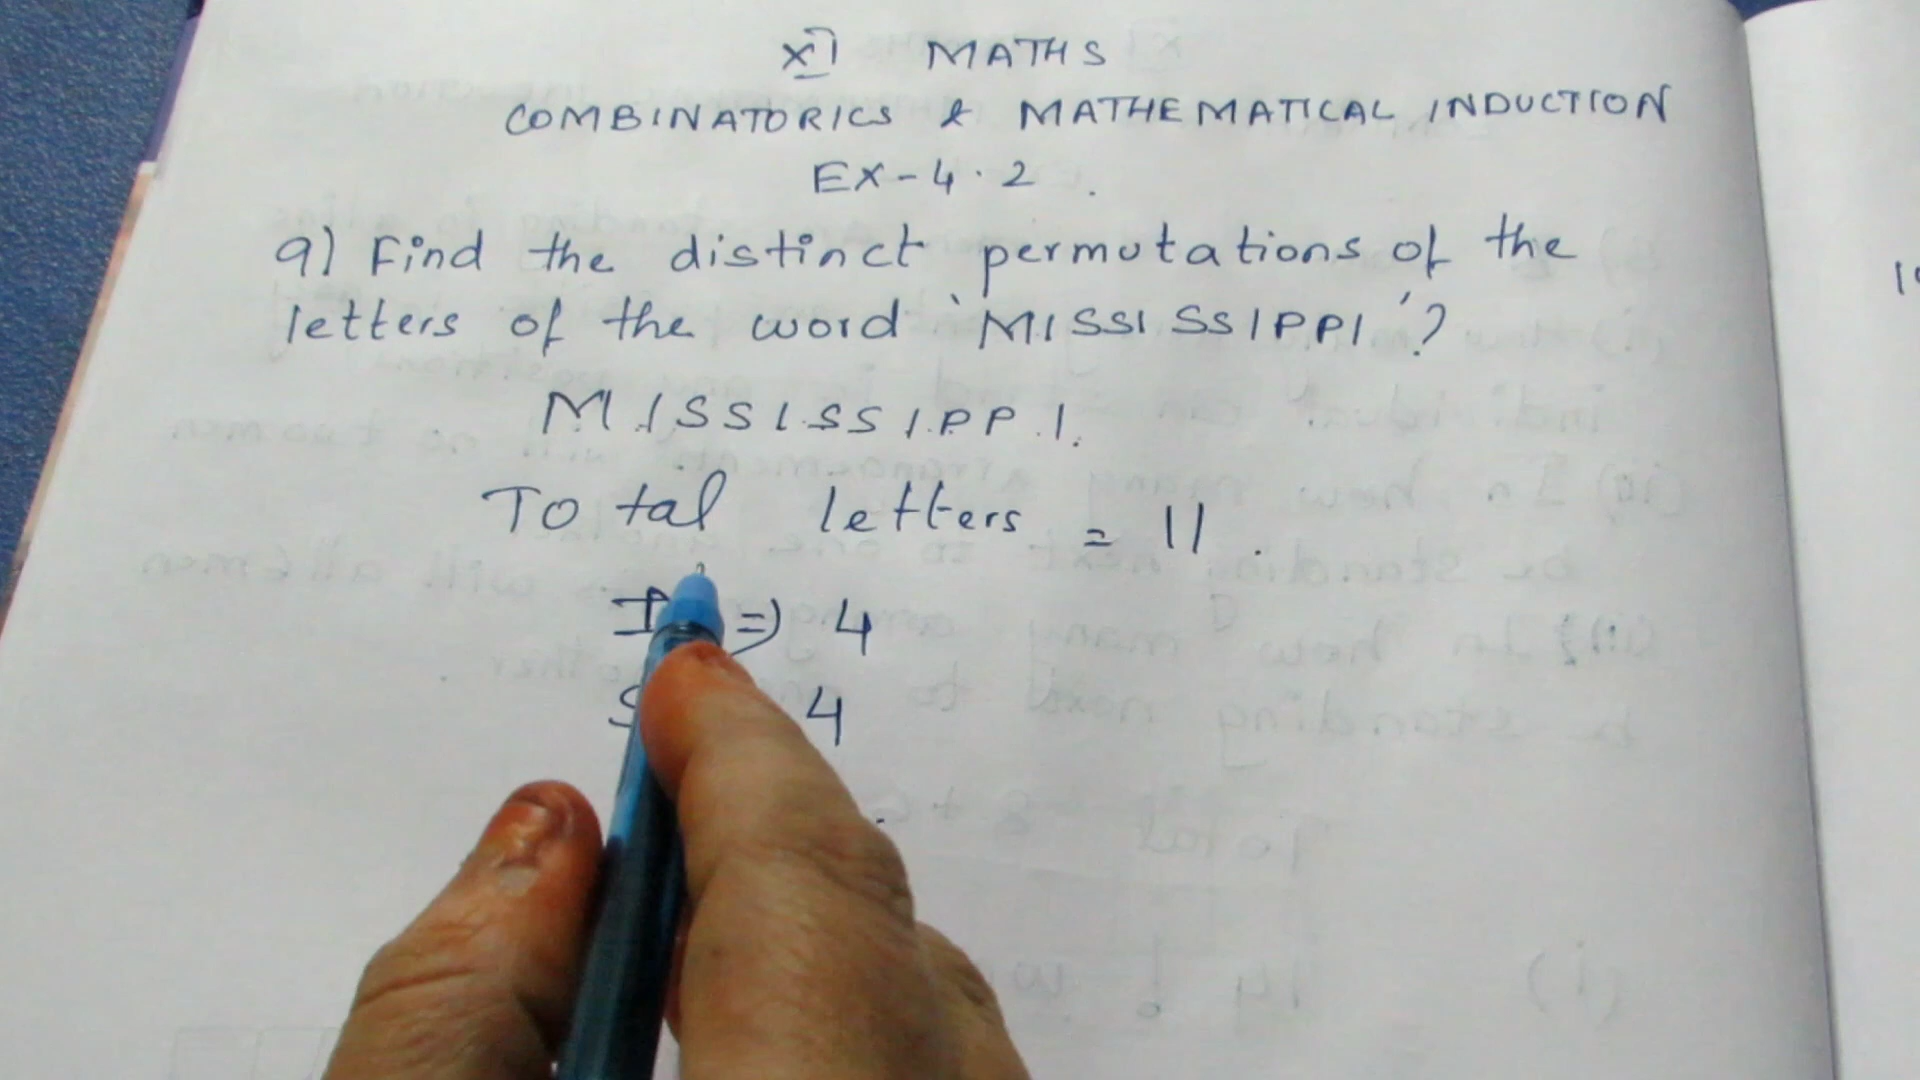 XI MATHS
COMBINATORICS & MATHEMATICAL INDUCTION
EX-4.2.
9) Find the distinct permutations of the
letters of the word 'MISSISSIPPI'?
MISSISSIPPI.
Total letters = 11.
I => 4
S 4